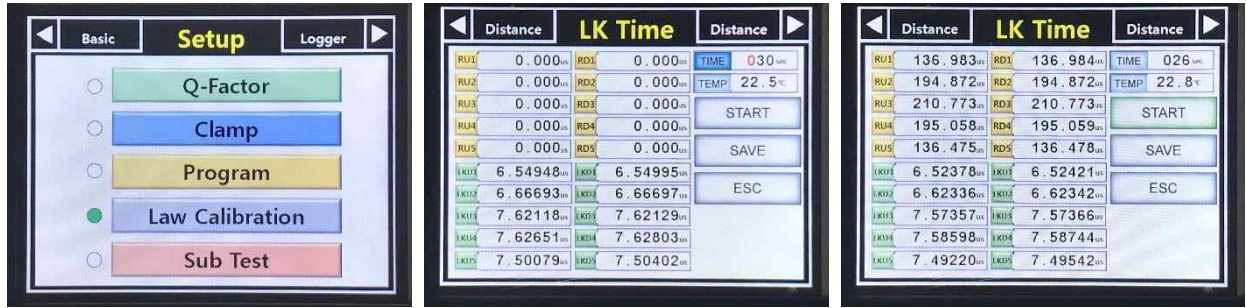 Basic Setup Logger
Q-Factor
Clamp
Program
Law Calibration
Sub Test
Distance LK Time Distance
RU1 0.000us RD1 0.000us TIME 030 sec
RU2 0.000us RD2 0.000us TEMP 22.5℃
RU3 0.000us RD3 0.000us START
RU4 0.000us RD4 0.000us
RU5 0.000us RD5 0.000us SAVE
LKU1 6.54948us LKD1 6.54995us
LKU2 6.66693us LKD2 6.66697us ESC
LKU3 7.62118us LKD3 7.62129us
LKU4 7.62651us LKD4 7.62803us
LKU5 7.50079us LKD5 7.50402us
Distance LK Time Distance
RU1 136.983us RD1 136.984us TIME 026 sec
RU2 194.872us RD2 194.872us TEMP 22.8℃
RU3 210.773us RD3 210.773us START
RU4 195.058us RD4 195.059us
RU5 136.475us RD5 136.478us SAVE
LKU1 6.52378us LKD1 6.52421us
LKU2 6.62336us LKD2 6.62342us ESC
LKU3 7.57357us LKD3 7.57366us
LKU4 7.58598us LKD4 7.58744us
LKU5 7.49220us LKD5 7.49542us